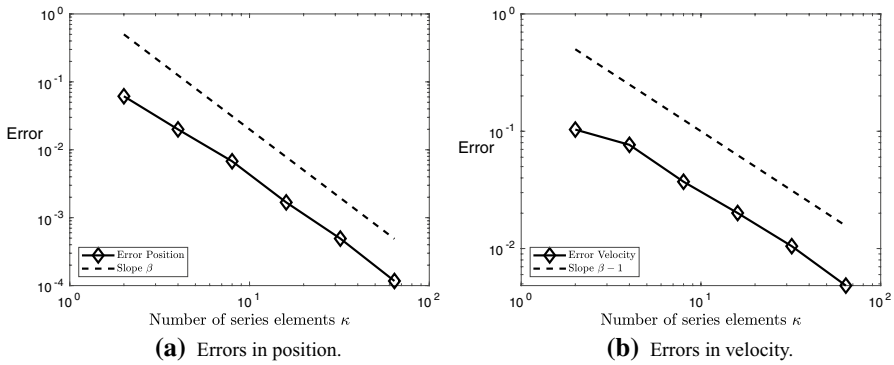 10^0
10^-1
10^-2
10^-3
10^-4
Error
Error Position
Slope β
10^0 10^1 10^2
Number of series elements κ
(a) Errors in position.
10^0
10^-1
10^-2
Error
Error Velocity
Slope β − 1
10^0 10^1 10^2
Number of series elements κ
(b) Errors in velocity.